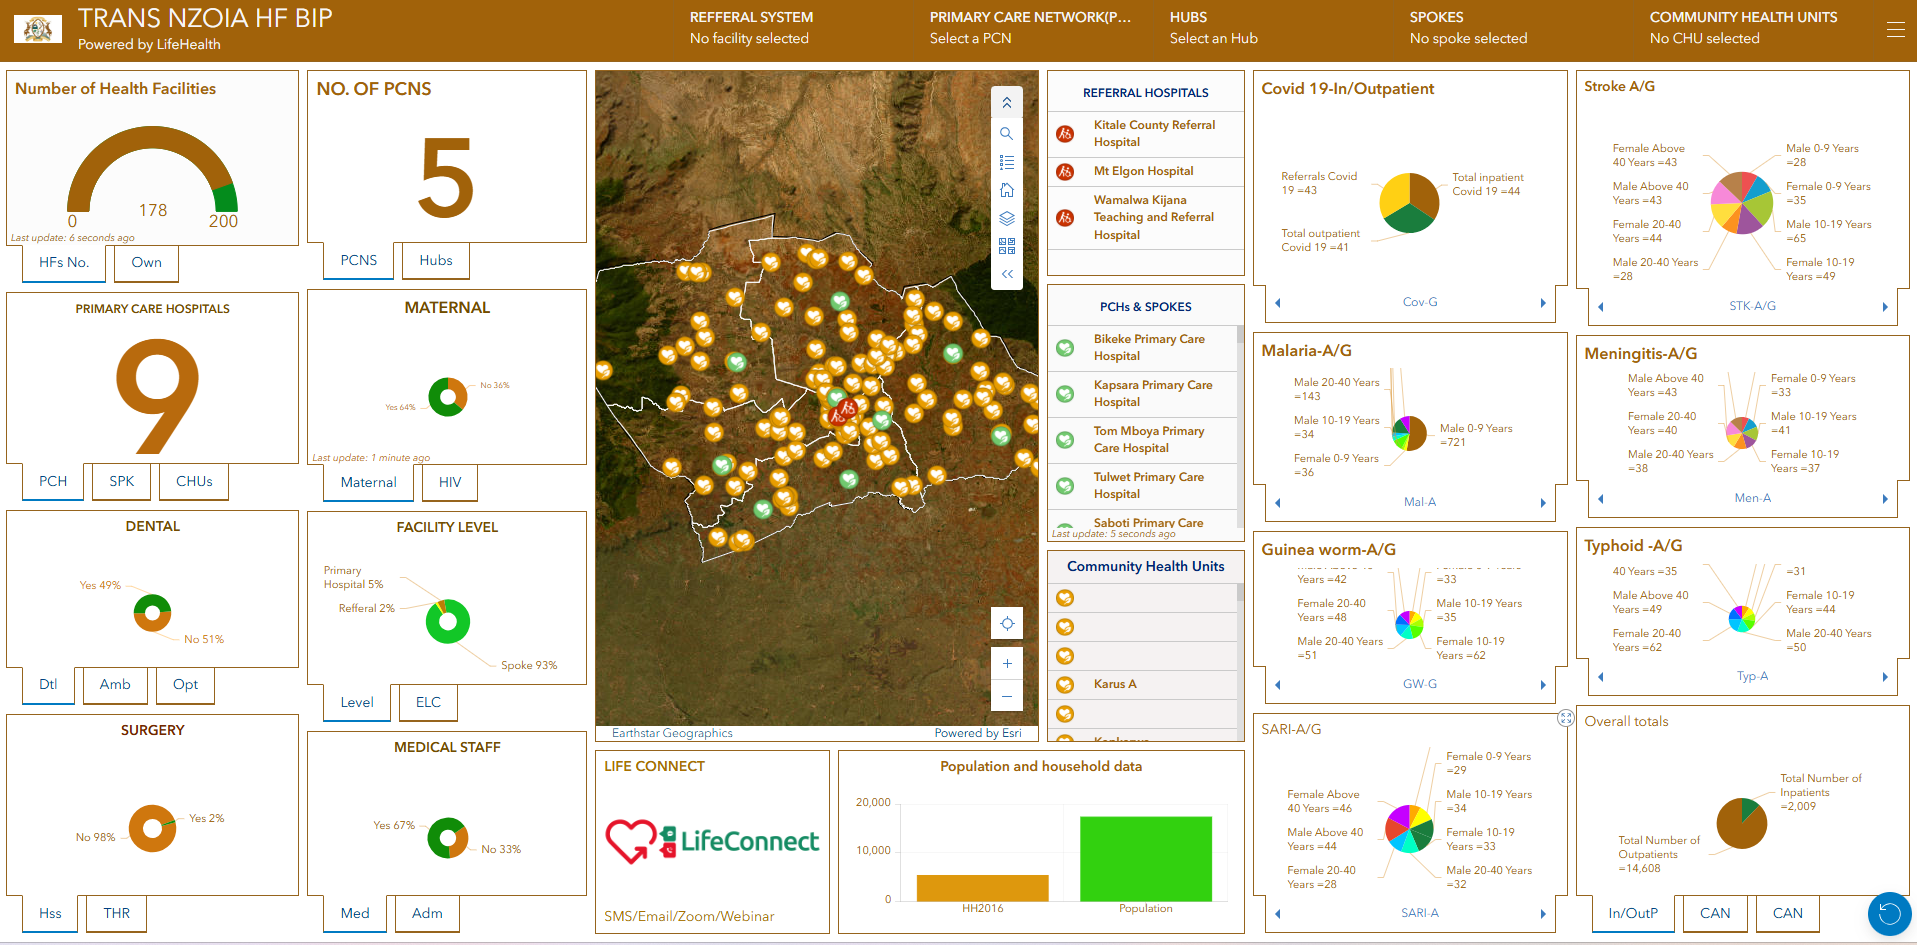 TRANS NZOIA HF BIP
Powered by LifeHealth
REFFERAL SYSTEM
No facility selected
PRIMARY CARE NETWORK(P...
Select a PCN
HUBS
Select an Hub
SPOKES
No spoke selected
COMMUNITY HEALTH UNITS
No CHU selected
Number of Health Facilities
178
0
200
Last update: 6 seconds ago
HFs No.
Own
NO. OF PCNS
5
PCNS
Hubs
PRIMARY CARE HOSPITALS
9
PCH
SPK
CHUs
MATERNAL
No 36%
Yes 64%
Last update: 1 minute ago
Maternal
HIV
DENTAL
Yes 49%
No 51%
Dtl
Amb
Opt
FACILITY LEVEL
Primary
Hospital 5%
Refferal 2%
Spoke 93%
Level
ELC
SURGERY
Yes 2%
No 98%
Hss
THR
MEDICAL STAFF
Yes 67%
No 33%
Med
Adm
Earthstar Geographics
Powered by Esri
LIFE CONNECT
LifeConnect
SMS/Email/Zoom/Webinar
Population and household data
20,000
10,000
0
HH2016
Population
REFERRAL HOSPITALS
Kitale County Referral
Hospital
Mt Elgon Hospital
Wamalwa Kijana
Teaching and Referral
Hospital
PCHs & SPOKES
Bikeke Primary Care
Hospital
Kapsara Primary Care
Hospital
Tom Mboya Primary
Care Hospital
Tulwet Primary Care
Hospital
Saboti Primary Care
Last update: 5 seconds ago
Community Health Units
Karus A
Covid 19-In/Outpatient
Referrals Covid
19 =43
Total inpatient
Covid 19 =44
Total outpatient
Covid 19 =41
Cov-G
Stroke A/G
Female Above
40 Years =43
Male Above 40
=43
Female 20-40
Years =44
Male 20-40 Years
=28
Male 0-9 Years
=28
Female 0-9 Years
=35
Male 10-19 Years
=65
Female 10-19
Years =49
STK-A/G
Malaria-A/G
Male 20-40 Years
=143
Male 10-19 Years
=34
Female 0-9 Years
=36
Male 0-9 Years
=721
Mal-A
Meningitis-A/G
Male Above 40
Years =43
Female 20-40
Years =40
Male 20-40 Years
=38
Female 0-9 Years
=33
Male 10-19 Years
=41
Female 10-19
Years =37
Men-A
Guinea worm-A/G
Years =42
Female 20-40
Years =48
Male 20-40 Years
=51
=33
Male 10-19 Years
=35
Female 10-19
Years =62
GW-G
Typhoid -A/G
40 Years =35
Male Above 40
Years =49
Female 20-40
Years =62
=31
Female 10-19
Years =44
Male 20-40 Years
=50
Typ-A
SARI-A/G
Female Above
40 Years =46
Male Above 40
Years =44
Female 20-40
Years =28
Female 0-9 Years
=29
Male 10-19 Years
=34
Female 10-19
Years =33
Male 20-40 Years
=32
SARI-A
Overall totals
Total Number of
Inpatients
=2,009
Total Number of
Outpatients
=14,608
In/OutP
CAN
CAN